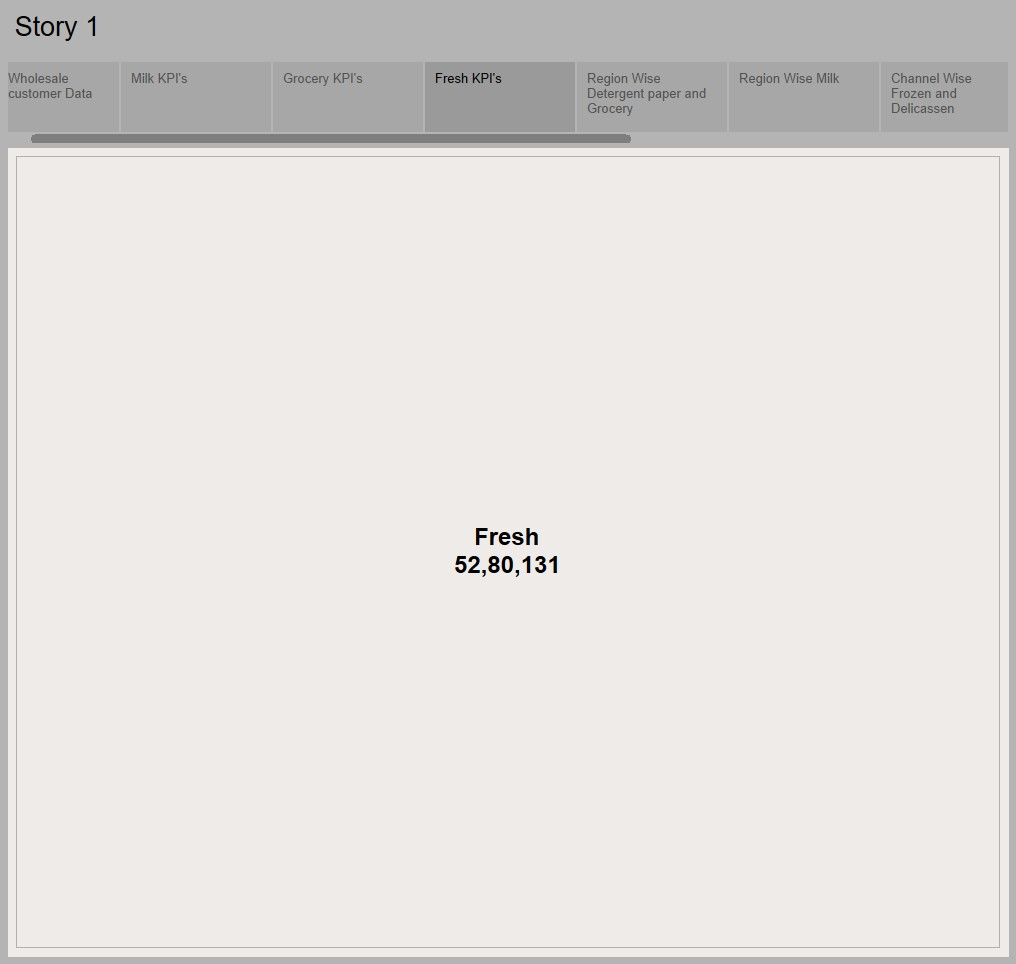 Story 1
Wholesale
customer Data
Milk KPI's
Grocery KPI's
Fresh KPI's
Region Wise
Detergent paper and
Grocery
Region Wise Milk
Channel Wise
Frozen and
Delicassen
Fresh
52,80,131